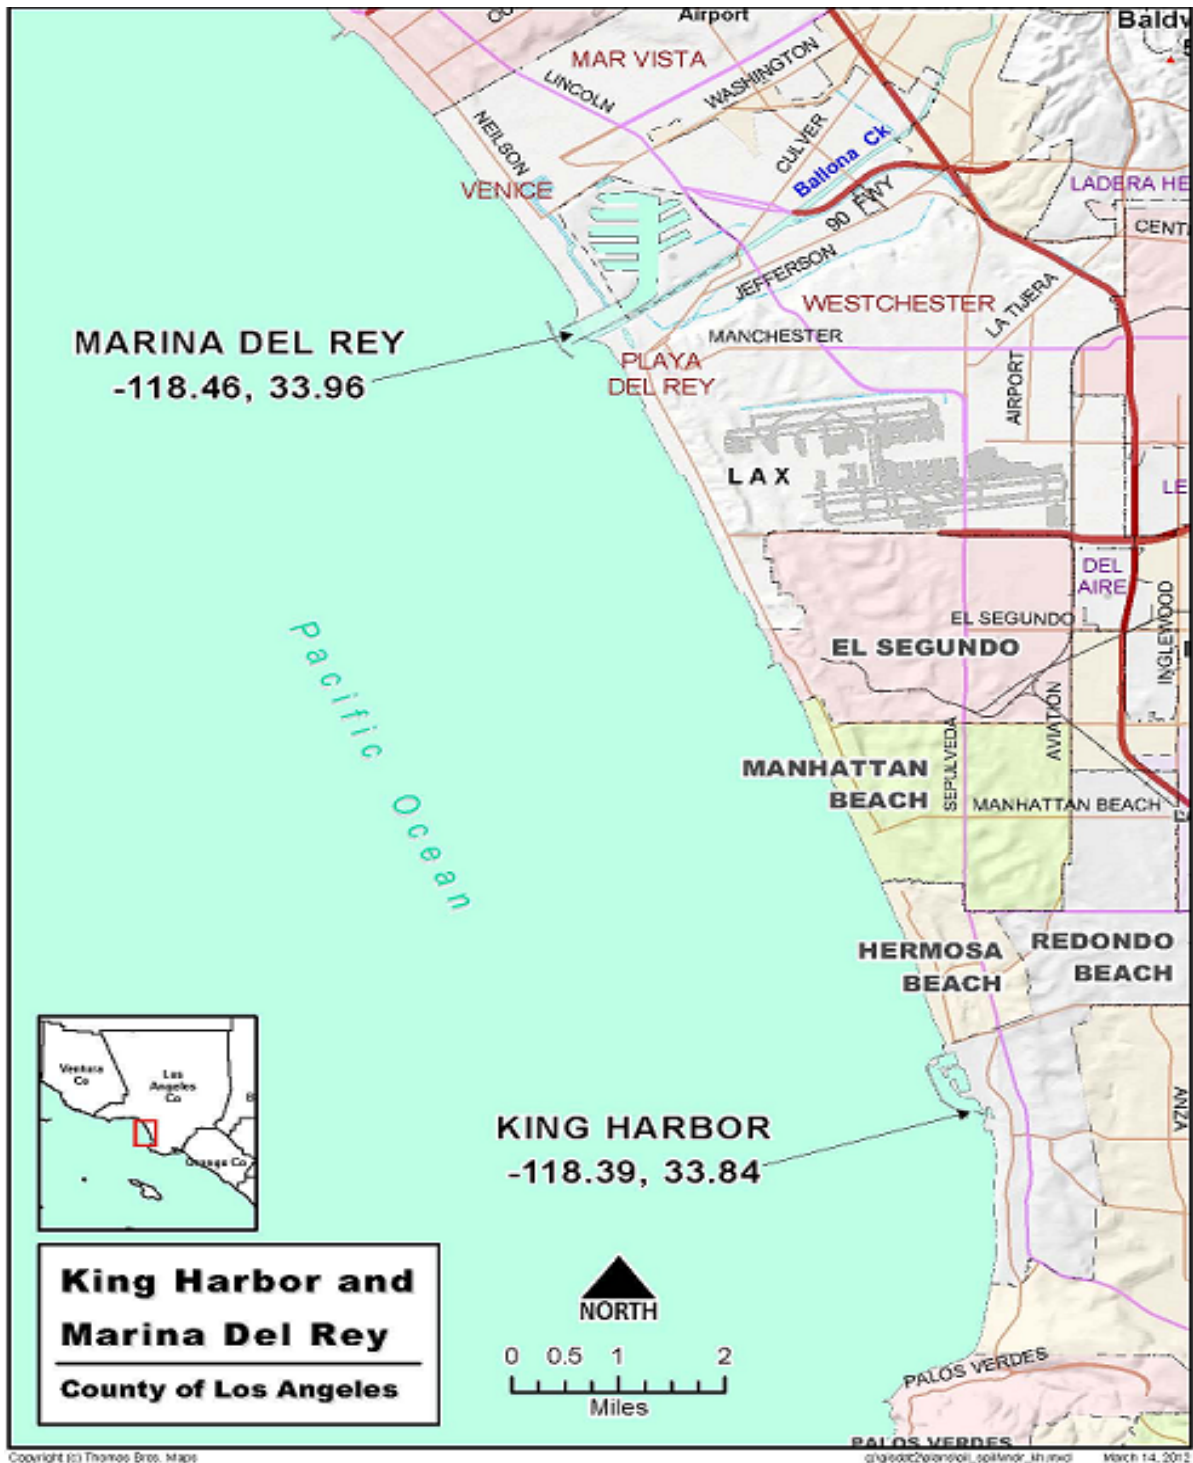 Airport
MAR VISTA
LINCOLN
WASHINGTON
NEILSON
CULVER
Ballona Ck
VENICE
90 FWY
LADERA HE
CENT
JEFFERSON
WESTCHESTER
LA TIJERA
MARINA DEL REY
-118.46, 33.96
MANCHESTER
PLAYA
DEL REY
AIRPORT
LAX
LE
DEL
AIRE
EL SEGUNDO
EL SEGUNDO
INGLEWOOD
Pacific Ocean
SEPULVEDA
AVIATION
MANHATTAN
BEACH
MANHATTAN BEACH
HERMOSA
BEACH
REDONDO
BEACH
Ventura
Co
Los
Angeles
Co
B
Orange Co
KING HARBOR
-118.39, 33.84
ANZA
King Harbor and
Marina Del Rey
County of Los Angeles
NORTH
0 0.5 1 2
Miles
PALOS VERDES
PALOS VERDES
Copyright (c) Thomas Bros. Maps
March 14, 2012